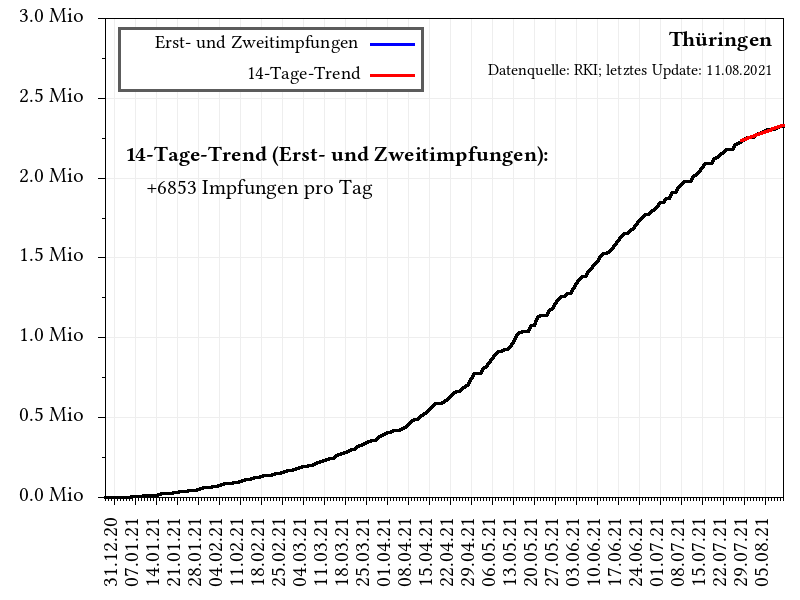 3.0 Mio
2.5 Mio
2.0 Mio
1.5 Mio
1.0 Mio
0.5 Mio
0.0 Mio
Erst- und Zweitimpfungen
14-Tage-Trend
Thüringen
Datenquelle: RKI; letztes Update: 11.08.2021
14-Tage-Trend (Erst- und Zweitimpfungen):
+6853 Impfungen pro Tag
31.12.20
07.01.21
14.01.21
21.01.21
28.01.21
04.02.21
11.02.21
18.02.21
25.02.21
04.03.21
11.03.21
18.03.21
25.03.21
01.04.21
08.04.21
15.04.21
22.04.21
29.04.21
06.05.21
13.05.21
20.05.21
27.05.21
03.06.21
10.06.21
17.06.21
24.06.21
01.07.21
08.07.21
15.07.21
22.07.21
29.07.21
05.08.21